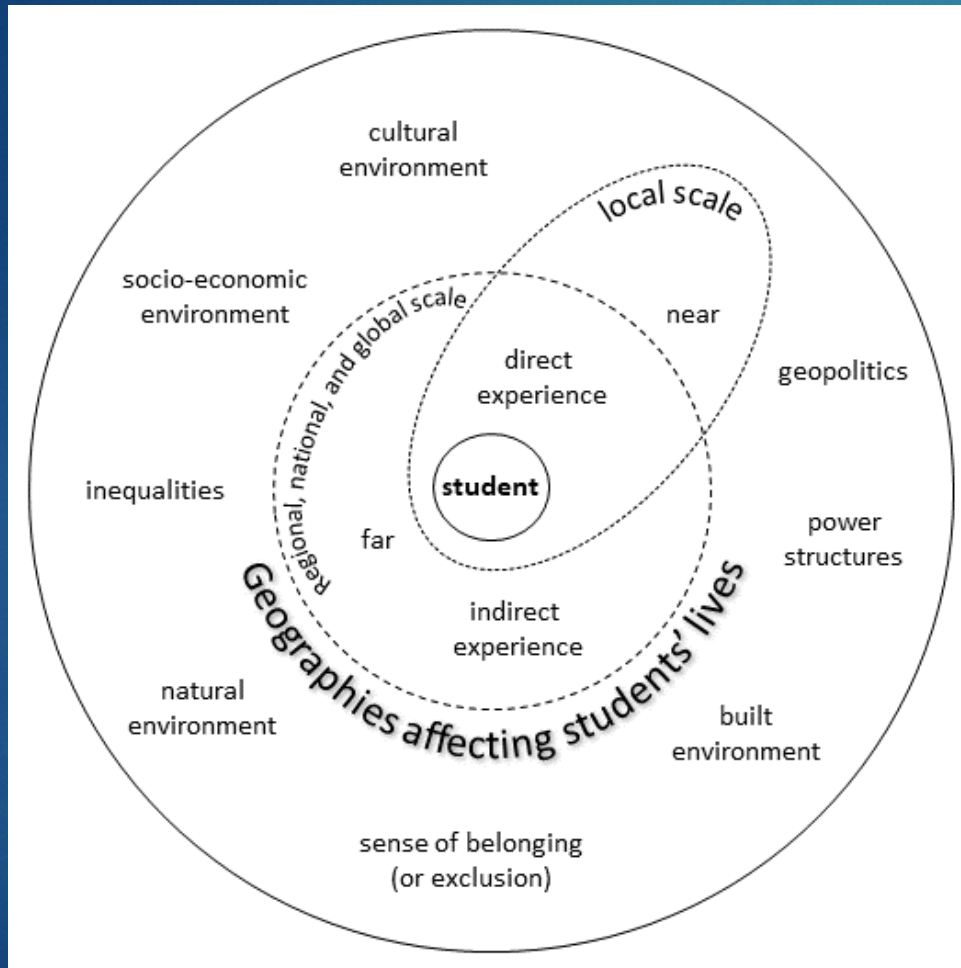 cultural
environment
local scale
socio-economic
environment
Regional, national, and global scale
near
direct
experience
geopolitics
student
inequalities
far
power
structures
indirect
experience
Geographies affecting students' lives
natural
environment
built
environment
sense of belonging
(or exclusion)